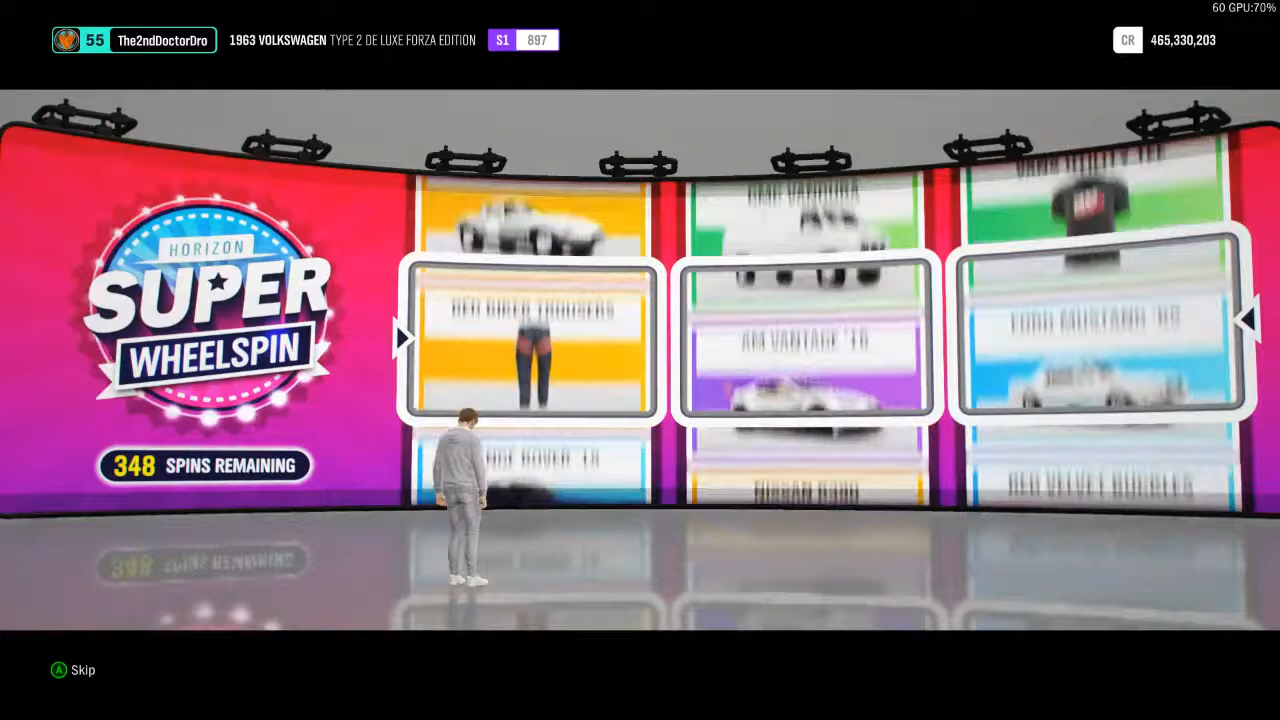 60 GPU:70%
55 The2ndDoctorDro 1963 VOLKSWAGEN TYPE 2 DE LUXE FORZA EDITION S1 897
CR 465,330,203
HORIZON
SUPER
WHEELSPIN
348 SPINS REMAINING
AM VANTAGE '18
FORD MUSTANG
Skip